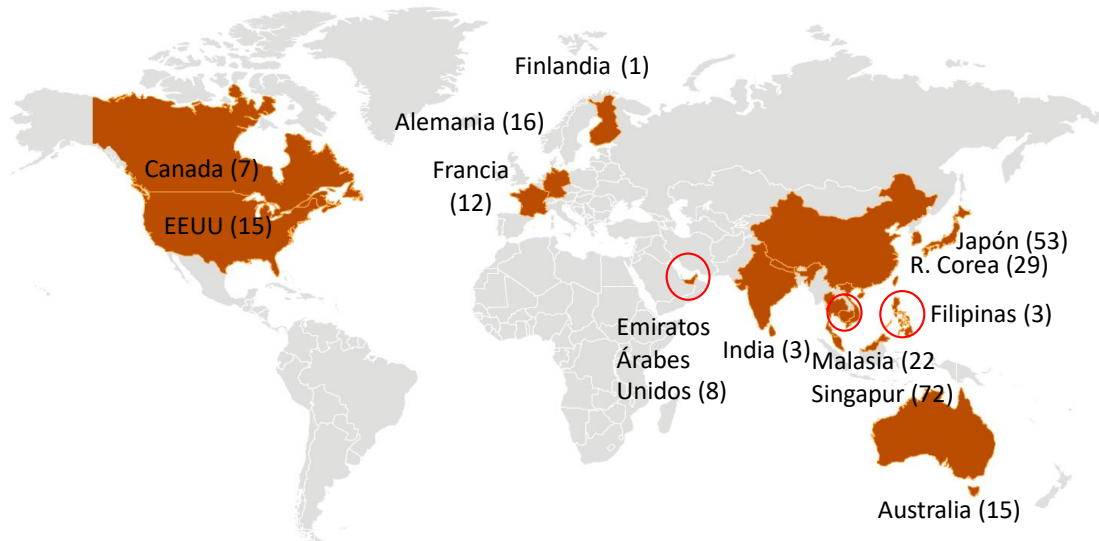 Finlandia (1)
Alemania (16)
Francia
(12)
Canada (7)
EEUU (15)
Japón (53)
R. Corea (29)
Filipinas (3)
Emiratos
Árabes
Unidos (8)
India (3)
Malasia (22
Singapur (72)
Australia (15)